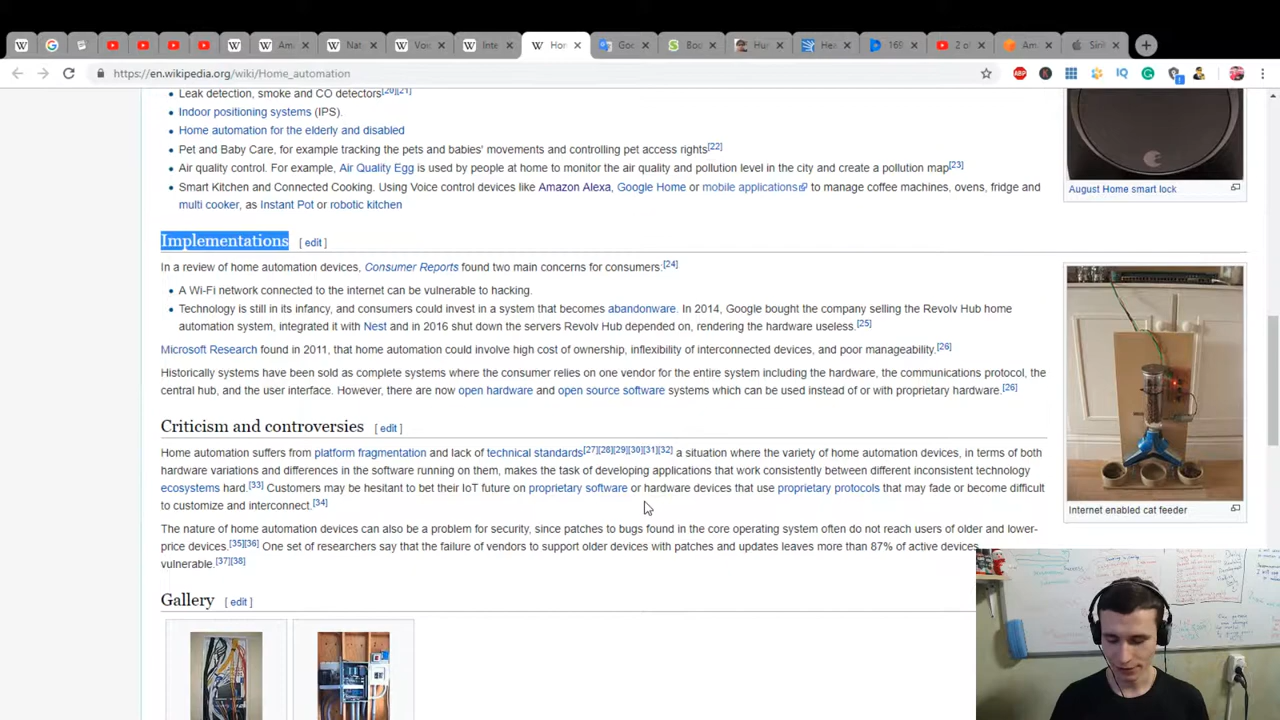 W
Ama
Nat
Voi
Inte
Hor
Goo
Bod
Hu
Hea
169
2 of
Ama
Siri
https://en.wikipedia.org/wiki/Home_automation
ABP
K
IQ
Leak detection, smoke and CO detectors[20][21]
Indoor positioning systems (IPS).
Home automation for the elderly and disabled
Pet and Baby Care, for example tracking the pets and babies' movements and controlling pet access rights[22]
Air quality control. For example, Air Quality Egg is used by people at home to monitor the air quality and pollution level in the city and create a pollution map[23]
Smart Kitchen and Connected Cooking. Using Voice control devices like Amazon Alexa, Google Home or mobile applications to manage coffee machines, ovens, fridge and
multi cooker, as Instant Pot or robotic kitchen
August Home smart lock
Implementations [ edit ]
In a review of home automation devices, Consumer Reports found two main concerns for consumers:[24]
A Wi-Fi network connected to the internet can be vulnerable to hacking.
Technology is still in its infancy, and consumers could invest in a system that becomes abandonware. In 2014, Google bought the company selling the Revolv Hub home
automation system, integrated it with Nest and in 2016 shut down the servers Revolv Hub depended on, rendering the hardware useless.[25]
Microsoft Research found in 2011, that home automation could involve high cost of ownership, inflexibility of interconnected devices, and poor manageability.[26]
Historically systems have been sold as complete systems where the consumer relies on one vendor for the entire system including the hardware, the communications protocol, the
central hub, and the user interface. However, there are now open hardware and open source software systems which can be used instead of or with proprietary hardware.[26]
Internet enabled cat feeder
Criticism and controversies [ edit ]
Home automation suffers from platform fragmentation and lack of technical standards[27][28][29][30][31][32] a situation where the variety of home automation devices, in terms of both
hardware variations and differences in the software running on them, makes the task of developing applications that work consistently between different inconsistent technology
ecosystems hard.[33] Customers may be hesitant to bet their IoT future on proprietary software or hardware devices that use proprietary protocols that may fade or become difficult
to customize and interconnect.[34]
The nature of home automation devices can also be a problem for security, since patches to bugs found in the core operating system often do not reach users of older and lower-
price devices.[35][36] One set of researchers say that the failure of vendors to support older devices with patches and updates leaves more than 87% of active devices
vulnerable.[37][38]
Gallery [ edit ]